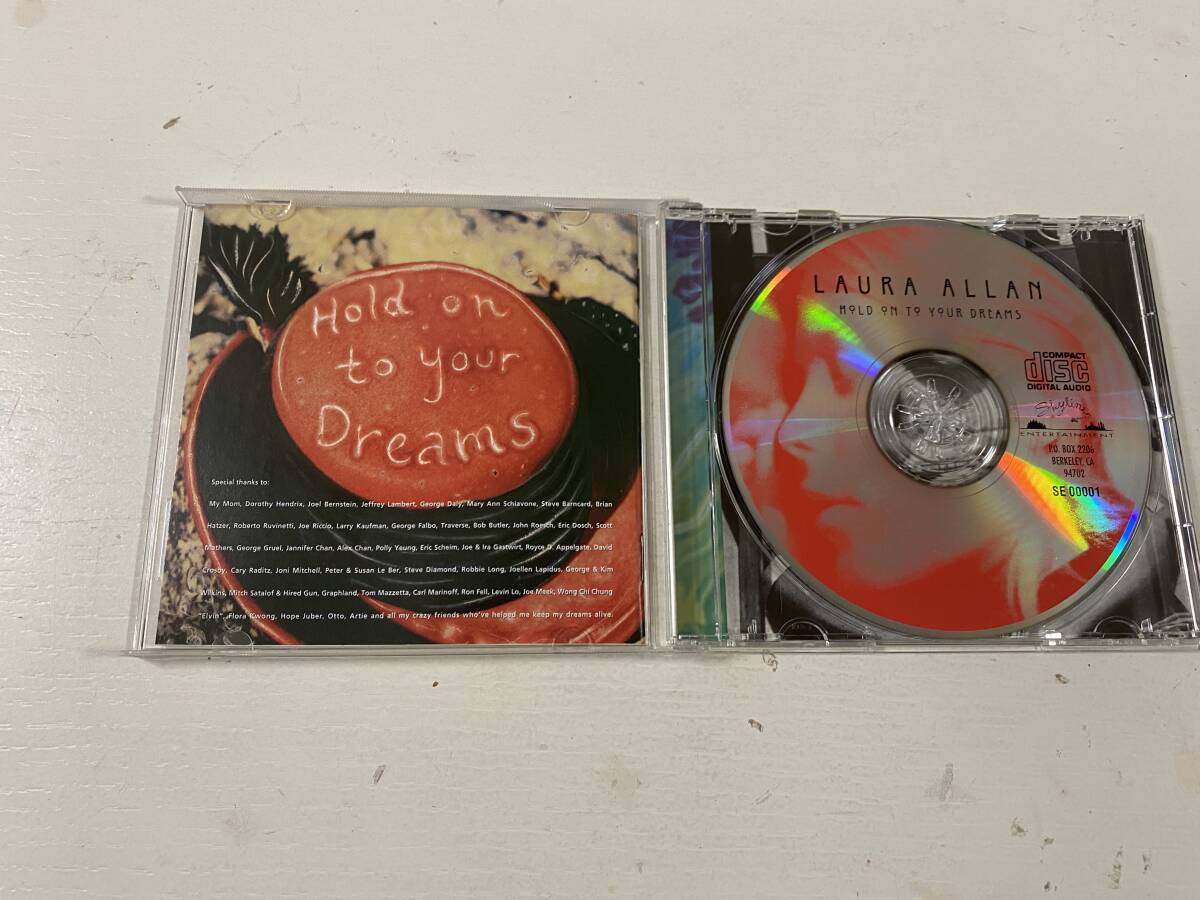 Hold on
to your
Dreams
Special thanks to:
My Mom, Dorothy Hendrix, Joel Bernstein, Jeffrey Lambert, George Daly, Mary Ann Schiavone, Steve Barncard, Brian
Hatzer, Roberto Ruvinetti, Joe Riccio, Larry Kaufman, George Falbo, Traverse, Bob Butler, John Roesch, Eric Dosch, Scott
Mathers, George Gruel, Jannifer Chan, Alex Chan, Polly Yeung, Eric Scheim, Joe & Ira Gastwirt, Royce D. Appelgate, David
Crosby, Cary Raditz, Joni Mitchell, Peter & Susan Le Ber, Steve Diamond, Robbie Long, Joellen Lapidus, George & Kim
Wilkins, Mitch Satalof & Hired Gun, Graphland, Tom Mazzetta, Carl Marinoff, Ron Fell, Levin Lo, Joe Meek, Wong Chi Chung
"Elvin", Flora Kwong, Hope Juber, Otto, Artie and all my crazy friends who've helped me keep my dreams alive.
LAURA ALLAN
HOLD ON TO YOUR DREAMS
COMPACT
disc
DIGITAL AUDIO
Skyline
ENTERTAINMENT
P.O. BOX 2206
BERKELEY, CA
94702
SE 00001